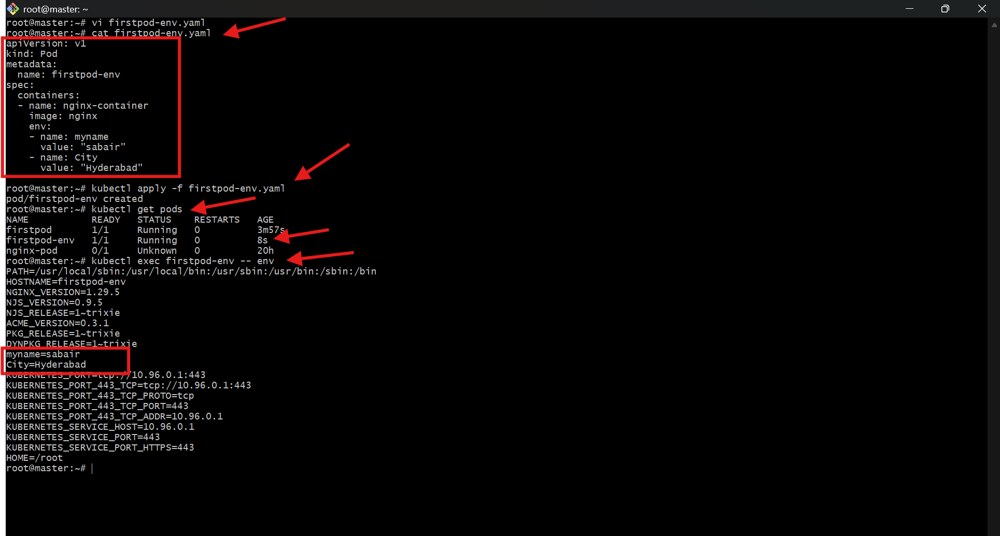 root@master: ~
root@master:~# vi firstpod-env.yaml
root@master:~# cat firstpod-env.yaml
apiVersion: v1
kind: Pod
metadata:
  name: firstpod-env
spec:
  containers:
  - name: nginx-container
    image: nginx
    env:
    - name: myname
      value: "sabair"
    - name: City
      value: "Hyderabad"
root@master:~# kubectl apply -f firstpod-env.yaml
pod/firstpod-env created
root@master:~# kubectl get pods
NAME           READY   STATUS    RESTARTS   AGE
firstpod       1/1     Running   0          3m57s
firstpod-env   1/1     Running   0          8s
nginx-pod      0/1     Unknown   0          20h
root@master:~# kubectl exec firstpod-env -- env
PATH=/usr/local/sbin:/usr/local/bin:/usr/sbin:/usr/bin:/sbin:/bin
HOSTNAME=firstpod-env
NGINX_VERSION=1.29.5
NJS_VERSION=0.9.5
NJS_RELEASE=1~trixie
ACME_VERSION=0.3.1
PKG_RELEASE=1~trixie
DYNPKG_RELEASE=1~trixie
myname=sabair
City=Hyderabad
KUBERNETES_PORT=tcp://10.96.0.1:443
KUBERNETES_PORT_443_TCP=tcp://10.96.0.1:443
KUBERNETES_PORT_443_TCP_PROTO=tcp
KUBERNETES_PORT_443_TCP_PORT=443
KUBERNETES_PORT_443_TCP_ADDR=10.96.0.1
KUBERNETES_SERVICE_HOST=10.96.0.1
KUBERNETES_SERVICE_PORT=443
KUBERNETES_SERVICE_PORT_HTTPS=443
HOME=/root
root@master:~#